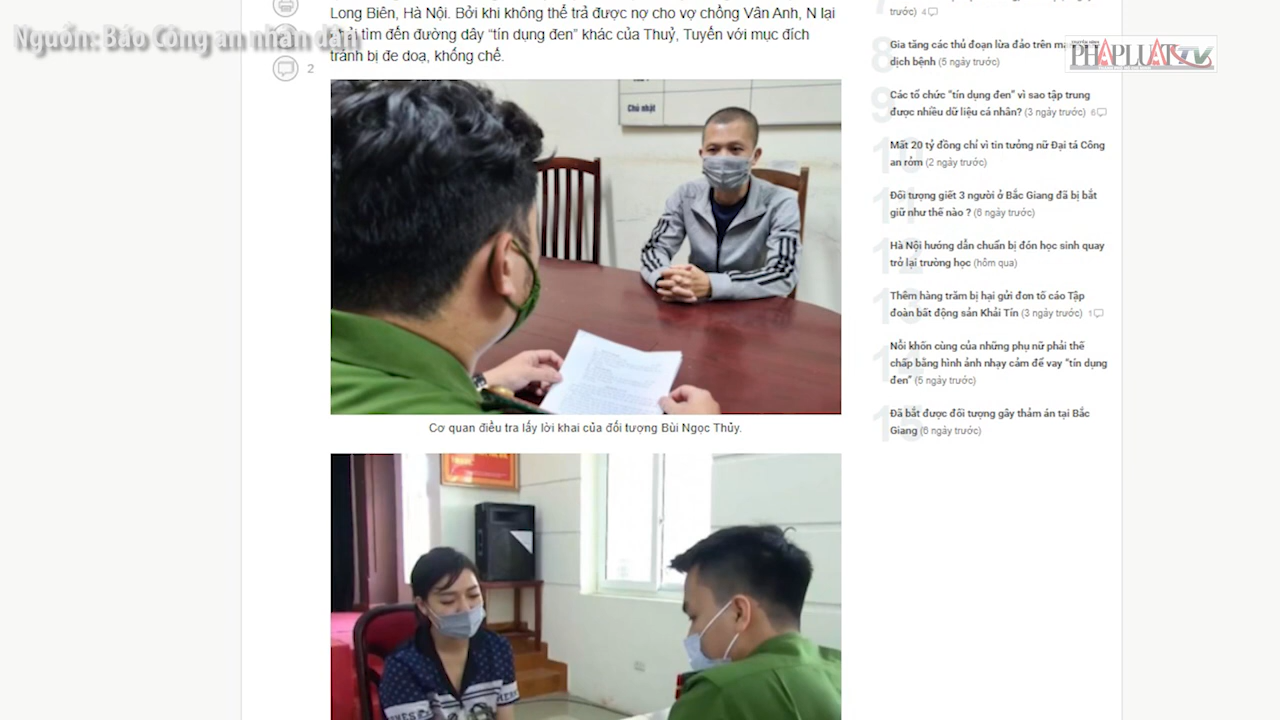 Long Biên, Hà Nội. Bởi khi không thể trả được nợ cho vợ chồng Vân Anh, N lại
tìm đến đường dây “tín dụng đen” khác của Thuỷ, Tuyến với mục đích
tránh bị đe doạ, khống chế.
Nguồn: Báo Công an nhân dân
2
Chủ nhật
Cơ quan điều tra lấy lời khai của đối tượng Bùi Ngọc Thủy.
trước) 4
8 Gia tăng các thủ đoạn lừa đảo trên
dịch bệnh (5 ngày trước)
9 Các tổ chức “tín dụng đen” vì sao tập trung
được nhiều dữ liệu cá nhân? (3 ngày trước) 6
10 Mất 20 tỷ đồng chỉ vì tin tưởng nữ Đại tá Công
an rởm (2 ngày trước)
11 Đối tượng giết 3 người ở Bắc Giang đã bị bắt
giữ như thế nào ? (6 ngày trước)
12 Hà Nội hướng dẫn chuẩn bị đón học sinh quay
trở lại trường học (hôm qua)
13 Thêm hàng trăm bị hại gửi đơn tố cáo Tập
đoàn bất động sản Khải Tín (3 ngày trước) 1
14 Nỗi khốn cùng của những phụ nữ phải thế
chấp bằng hình ảnh nhạy cảm để vay “tín dụng
đen” (5 ngày trước)
15 Đã bắt được đối tượng gây thảm án tại Bắc
Giang (6 ngày trước)
PHÁPLUẬT TV